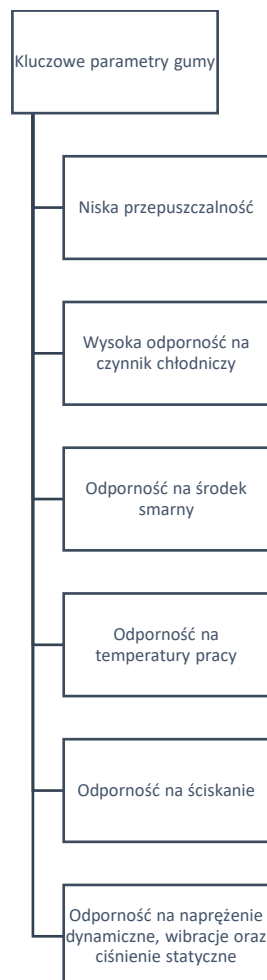 Kluczowe parametry gumy
Niska przepuszczalność
Wysoka odporność na
czynnik chłodniczy
Odporność na środek
smarny
Odporność na
temperatury pracy
Odporność na ściskanie
Odporność na naprężenie
dynamiczne, wibracje oraz
ciśnienie statyczne